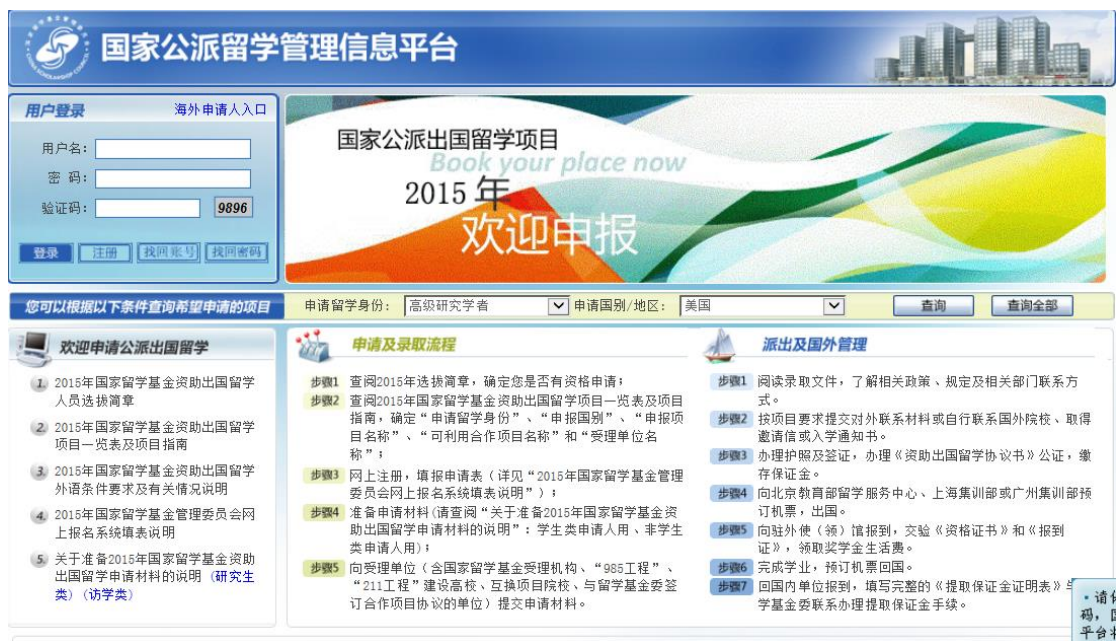 国家公派留学管理信息平台
用户登录 海外申请人入口
用户名：
密 码：
验证码： 9896
登录 注册 找回账号 找回密码
国家公派出国留学项目
Book your place now
2015 年
欢迎申报
您可以根据以下条件查询希望申请的项目 申请留学身份： 高级研究学者 申请国别/地区： 美国 查询 查询全部
欢迎申请公派出国留学
1. 2015年国家留学基金资助出国留学
人员选拔简章
2. 2015年国家留学基金资助出国留学
项目一览表及项目指南
3. 2015年国家留学基金资助出国留学
外语条件要求及有关情况说明
4. 2015年国家留学基金管理委员会网
上报名系统填表说明
5. 关于准备2015年国家留学基金资助
出国留学申请材料的说明 (研究生
类) (访学类)
申请及录取流程
步骤1 查阅2015年选拔简章，确定您是否有资格申请；
步骤2 查阅2015年国家留学基金资助出国留学项目一览表及项目
指南，确定“申请留学身份”、“申报国别”、“申报项
目名称”、“可利用合作项目名称”和“受理单位名
称”；
步骤3 网上注册，填报申请表（详见“2015年国家留学基金管理
委员会网上报名系统填表说明”）；
步骤4 准备申请材料(请查阅“关于准备2015年国家留学基金资
助出国留学申请材料的说明”：学生类申请人用、非学生
类申请人用)；
步骤5 向受理单位（含国家留学基金受理机构、“985工程”、
“211工程”建设高校、互换项目院校、与留学基金委签
订合作项目协议的单位）提交申请材料。
派出及国外管理
步骤1 阅读录取文件，了解相关政策、规定及相关部门联系方
式。
步骤2 按项目要求提交对外联系材料或自行联系国外院校、取得
邀请信或入学通知书。
步骤3 办理护照及签证，办理《资助出国留学协议书》公证，缴
存保证金。
步骤4 向北京教育部留学服务中心、上海集训部或广州集训部预
订机票，出国。
步骤5 向驻外使（领）馆报到，交验《资格证书》和《报到
证》，领取奖学金生活费。
步骤6 完成学业，预订机票回国。
步骤7 回国内单位报到，填写完整的《提取保证金证明表》
学基金委联系办理提取保证金手续。
·请
码，
平台